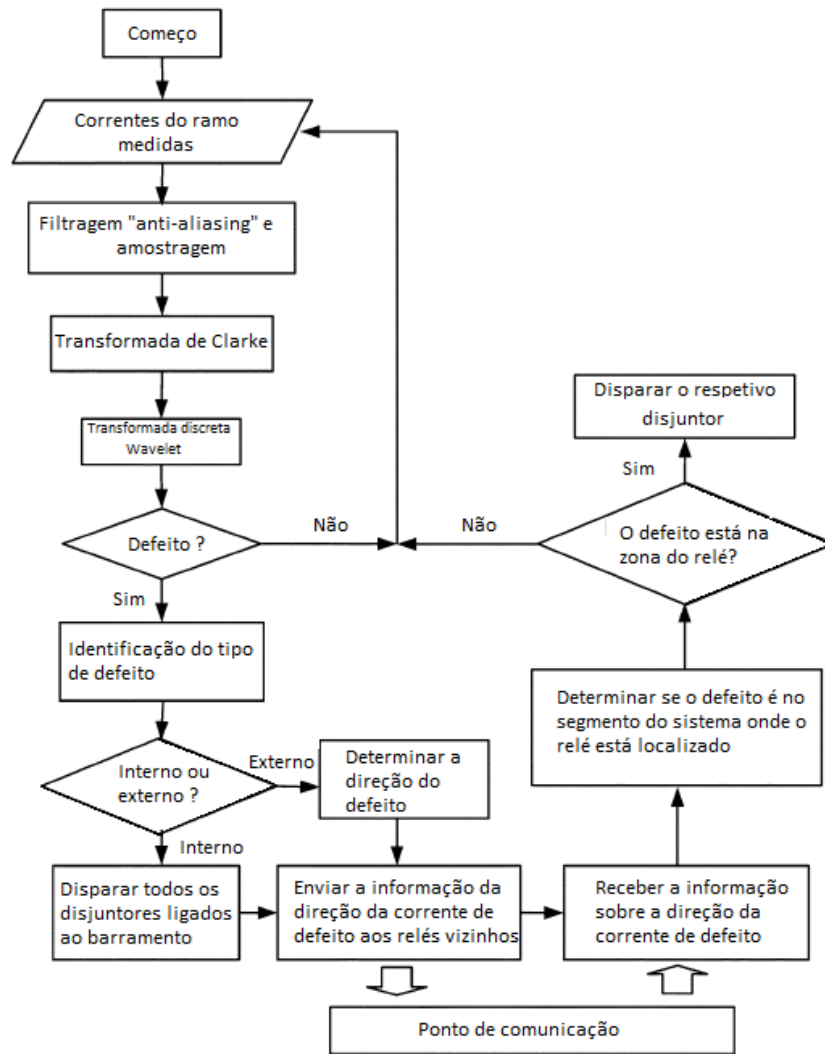 Começo
Correntes do ramo
medidas
Filtragem "anti-aliasing" e
amostragem
Transformada de Clarke
Transformada discreta
Wavelet
Defeito ?
Não
Sim
Identificação do tipo
de defeito
Interno ou
externo ?
Externo
Determinar a
direção do
defeito
Interno
Disparar todos os
disjuntores ligados
ao barramento
Enviar a informação da
direção da corrente de
defeito aos relés vizinhos
Receber a informação
sobre a direção da
corrente de defeito
Ponto de comunicação
Determinar se o defeito é no
segmento do sistema onde o
relé está localizado
O defeito está na
zona do relé?
Não
Sim
Disparar o respetivo
disjuntor